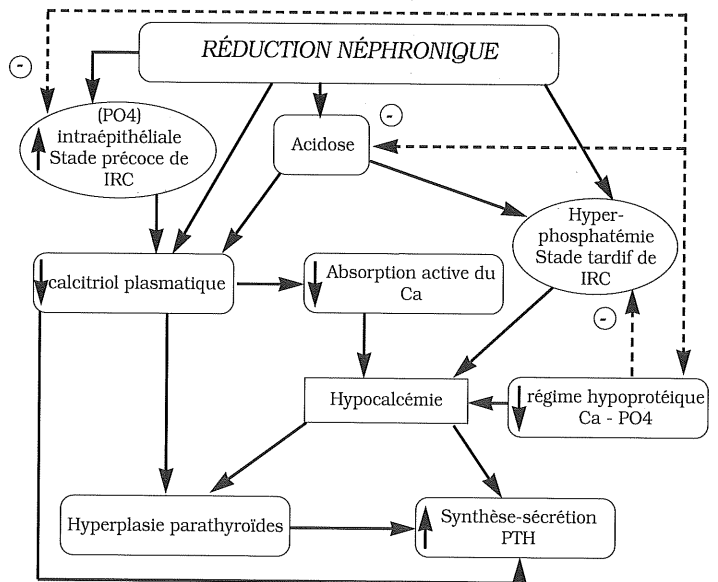 RÉDUCTION NÉPHRONIQUE
-
(PO4)
intraépithéliale
Stade précoce de
IRC
Acidose
-
Hyper-
phosphatémie
Stade tardif de
IRC
calcitriol plasmatique
Absorption active du
Ca
-
Hypocalcémie
régime hypoprotéique
Ca - PO4
Hyperplasie parathyroïdes
Synthèse-sécrétion
PTH